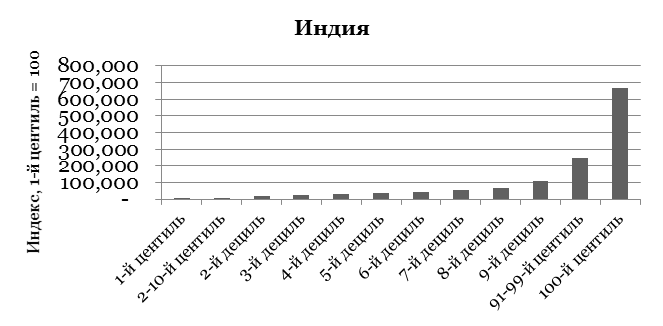 Индия
Индекс, 1-й центиль = 100
800,000
700,000
600,000
500,000
400,000
300,000
200,000
100,000
-
1-й центиль
2-10-й центиль
2-й дециль
3-й дециль
4-й дециль
5-й дециль
6-й дециль
7-й дециль
8-й дециль
9-й дециль
91-99-й центиль
100-й центиль